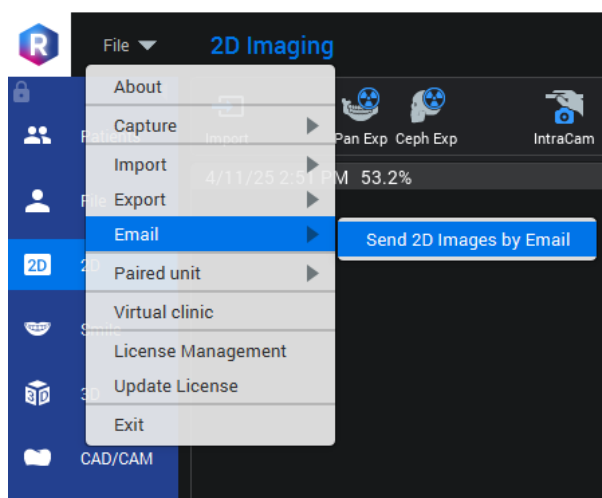 R
File
2D Imaging
About
Capture
Import
Export
Email
Paired unit
Virtual clinic
License Management
Update License
Exit
Send 2D Images by Email
Import
Pan Exp
Ceph Exp
IntraCam
4/11/25 2:51 PM 53.2%
Patients
File
2D
2D
Smile
3D
3D
CAD/CAM